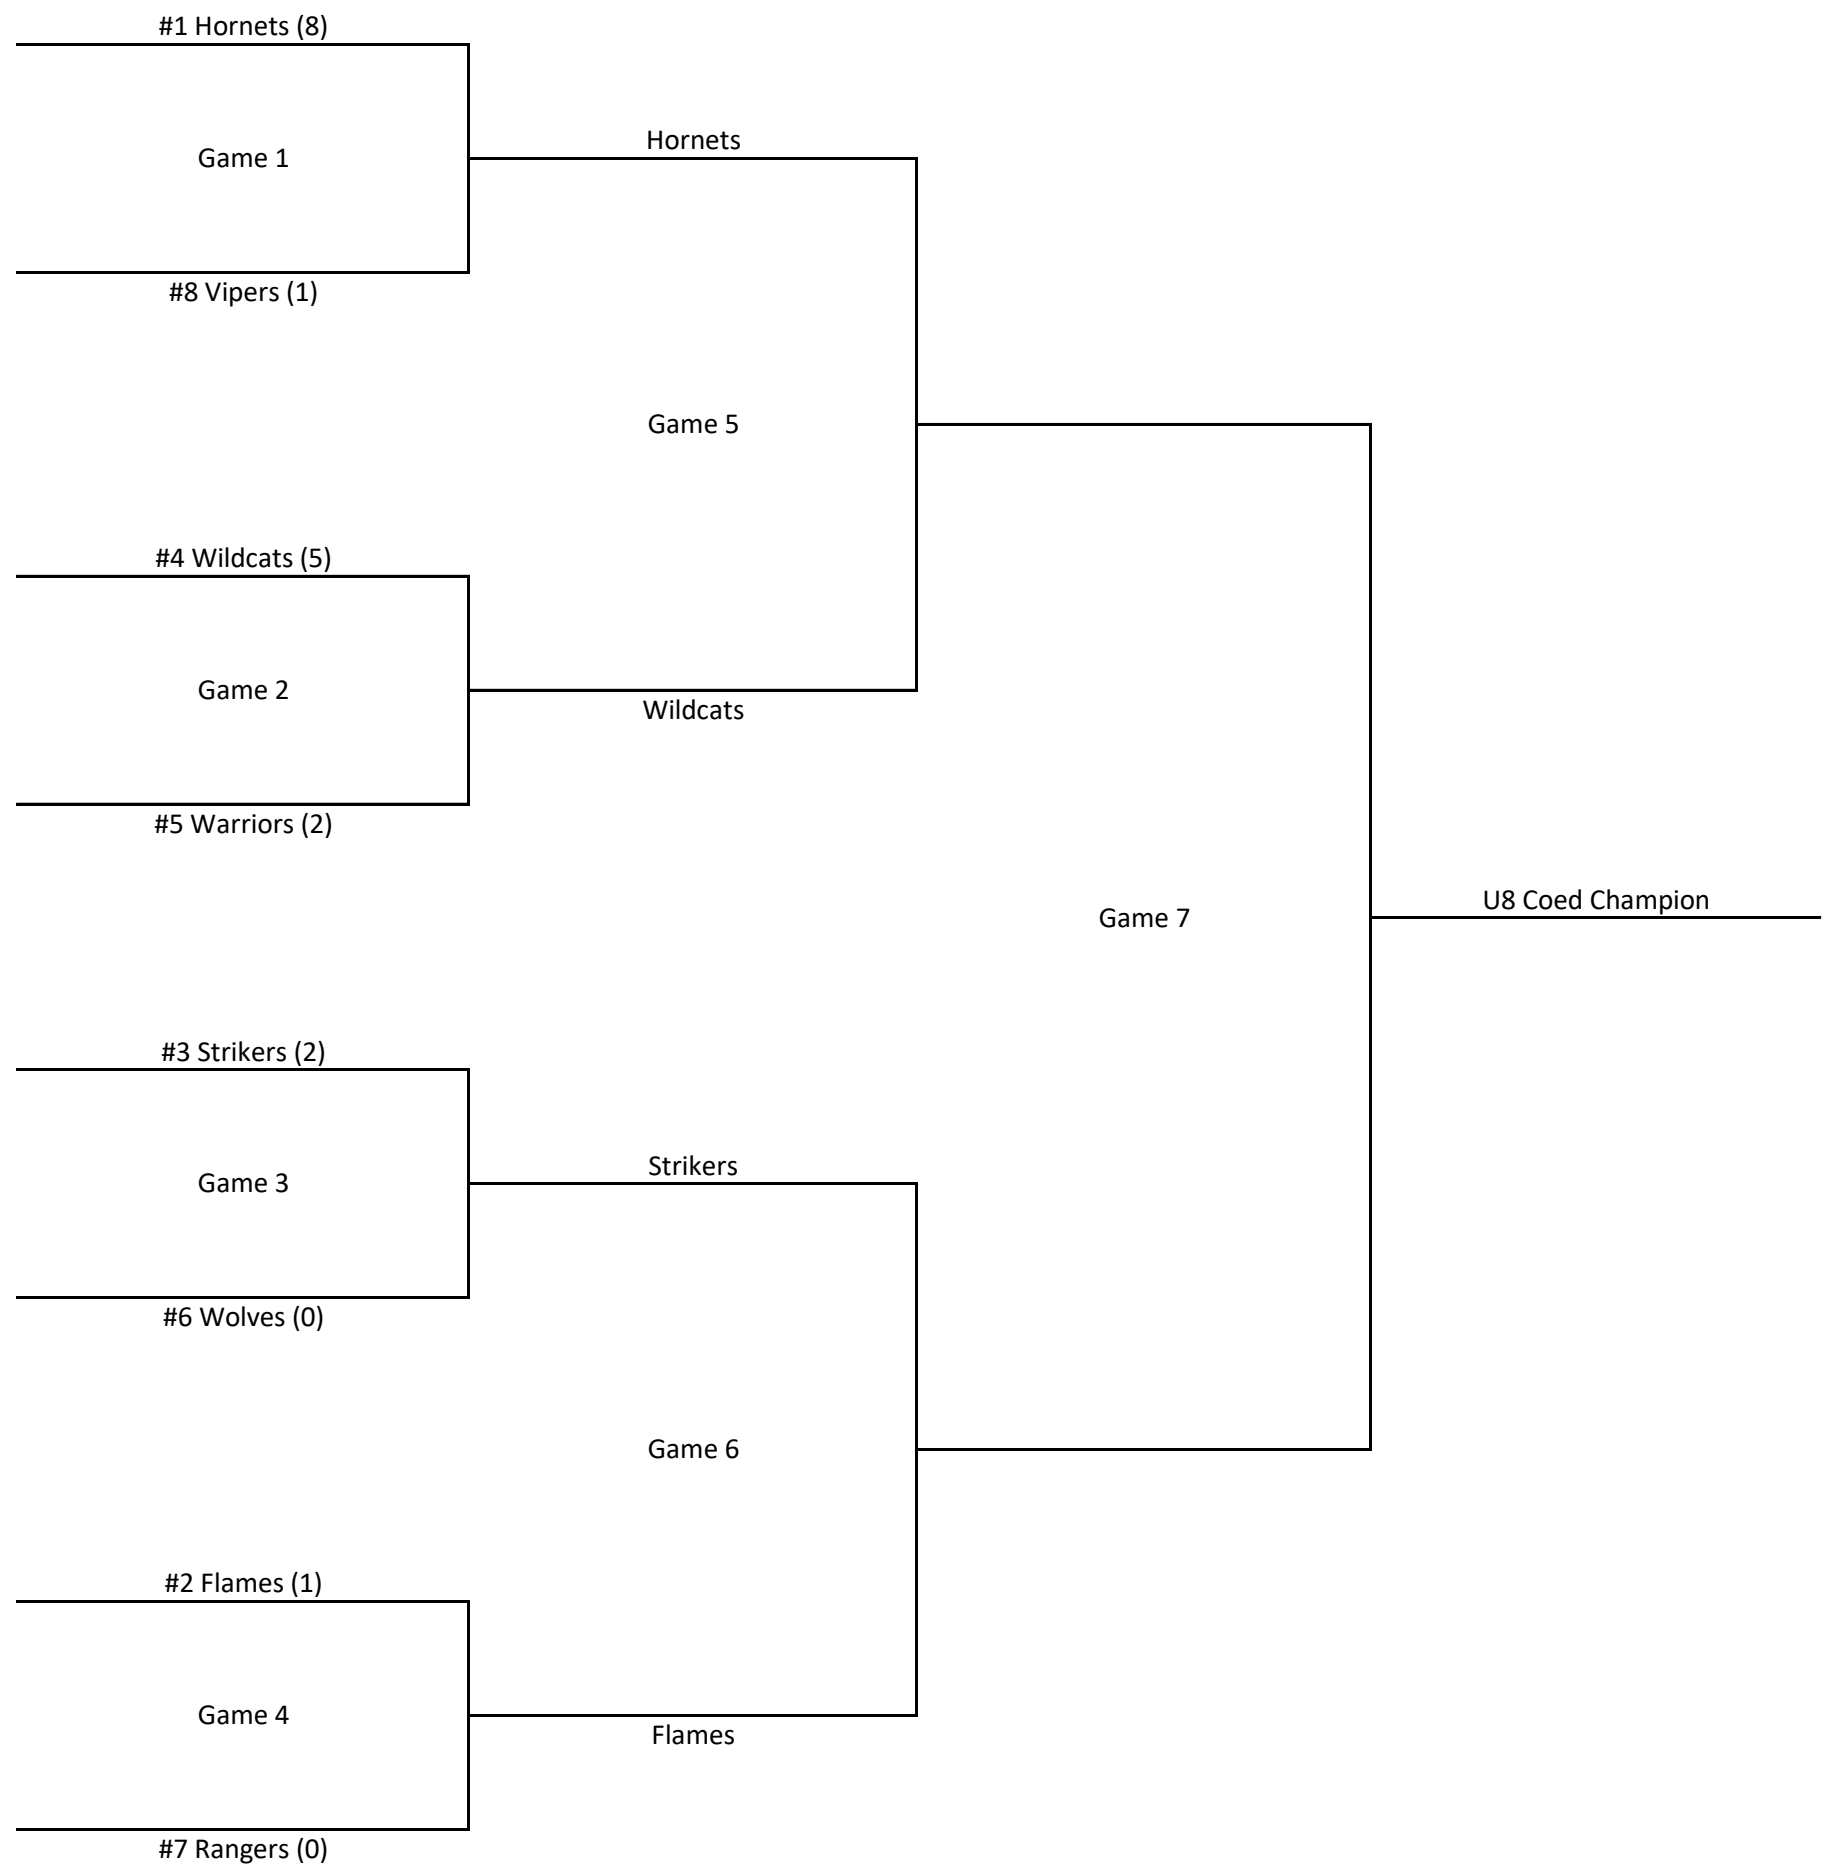 #1 Hornets (8)
Hornets
Game 1
#8 Vipers (1)
Game 5
#4 Wildcats (5)
Game 2
Wildcats
#5 Warriors (2)
U8 Coed Champion
Game 7
#3 Strikers (2)
Strikers
Game 3
#6 Wolves (0)
Game 6
#2 Flames (1)
Game 4
Flames
#7 Rangers (0)